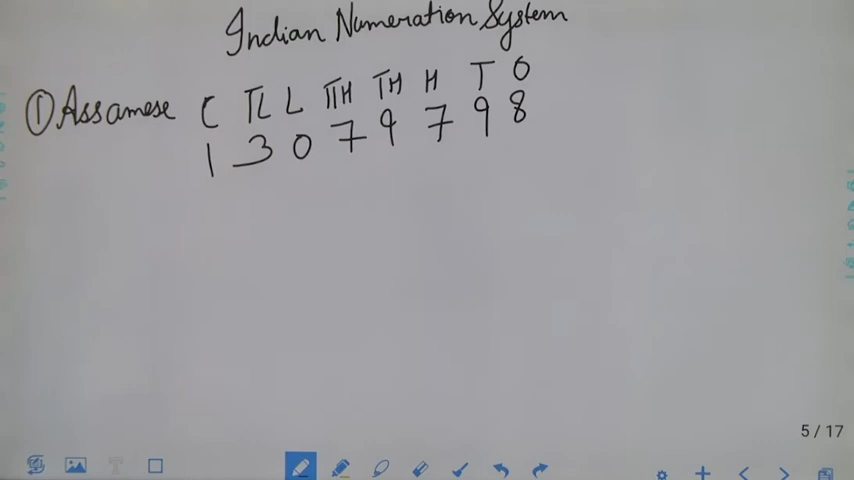 Indian Numeration System
① Assamese C TL L TTH TH H T O
1 3 0 7 9 7 9 8
5 / 17